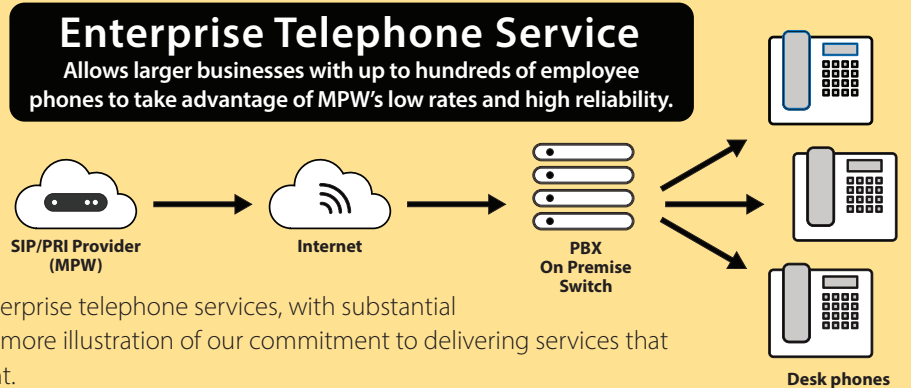 Enterprise Telephone Service
Allows larger businesses with up to hundreds of employee
phones to take advantage of MPW’s low rates and high reliability.
SIP/PRI Provider
(MPW)
Internet
PBX
On Premise
Switch
Desk phones
erprise telephone services, with substantial
more illustration of our commitment to delivering services that